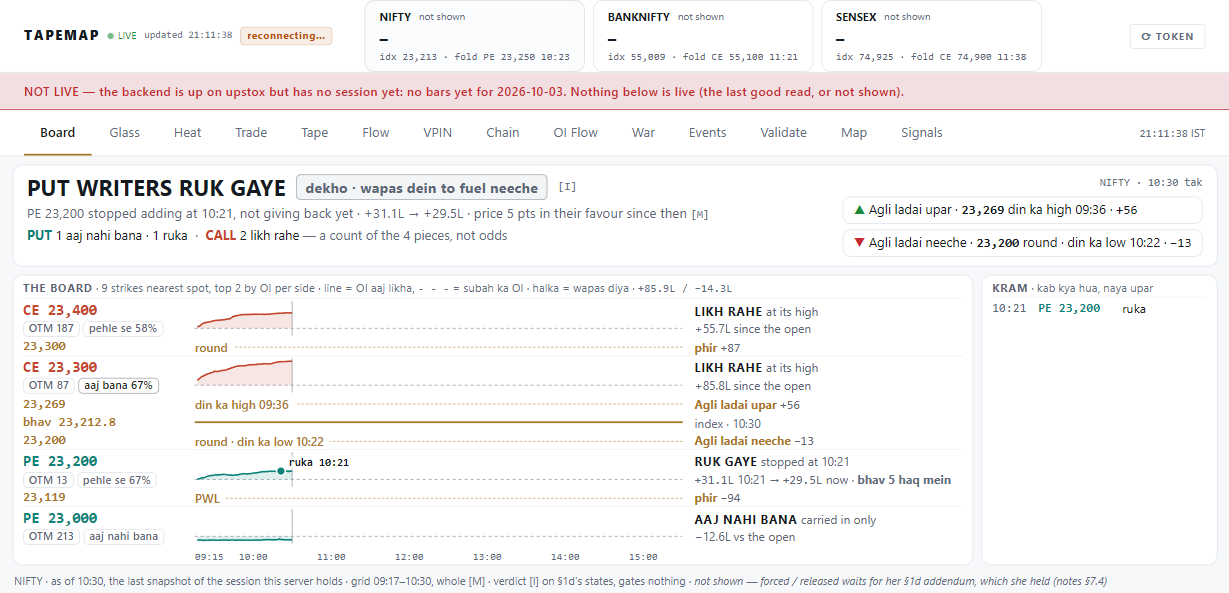 TAPEMAP ● LIVE updated 21:11:38 reconnecting…
NIFTY not shown
–
idx 23,213 · fold PE 23,250 10:23
BANKNIFTY not shown
–
idx 55,009 · fold CE 55,100 11:21
SENSEX not shown
–
idx 74,925 · fold CE 74,900 11:38
⟳ TOKEN
NOT LIVE — the backend is up on upstox but has no session yet: no bars yet for 2026-10-03. Nothing below is live (the last good read, or not shown).
Board Glass Heat Trade Tape Flow VPIN Chain OI Flow War Events Validate Map Signals 21:11:38 IST
PUT WRITERS RUK GAYE dekho · wapas dein to fuel neeche [I]
PE 23,200 stopped adding at 10:21, not giving back yet · +31.1L → +29.5L · price 5 pts in their favour since then [M]
PUT 1 aaj nahi bana · 1 ruka · CALL 2 likh rahe — a count of the 4 pieces, not odds
NIFTY · 10:30 tak
▲ Agli ladai upar · 23,269 din ka high 09:36 · +56
▼ Agli ladai neeche · 23,200 round · din ka low 10:22 · −13
THE BOARD · 9 strikes nearest spot, top 2 by OI per side · line = OI aaj likha, - - - = subah ka OI · halka = wapas diya · +85.9L / −14.3L
CE 23,400 LIKH RAHE at its high
OTM 187 pehle se 58% +55.7L since the open
23,300 round phir +87
CE 23,300 LIKH RAHE at its high
OTM 87 aaj bana 67% +85.8L since the open
23,269 din ka high 09:36 Agli ladai upar +56
bhav 23,212.8 index · 10:30
23,200 round · din ka low 10:22 Agli ladai neeche −13
PE 23,200 ruka 10:21 RUK GAYE stopped at 10:21
OTM 13 pehle se 67% +31.1L 10:21 → +29.5L now · bhav 5 haq mein
23,119 PWL phir −94
PE 23,000 AAJ NAHI BANA carried in only
OTM 213 aaj nahi bana −12.6L vs the open
09:15 10:00 11:00 12:00 13:00 14:00 15:00
KRAM · kab kya hua, naya upar
10:21 PE 23,200 ruka
NIFTY · as of 10:30, the last snapshot of the session this server holds · grid 09:17–10:30, whole [M] · verdict [I] on §1d's states, gates nothing · not shown — forced / released waits for her §1d addendum, which she held (notes §7.4)